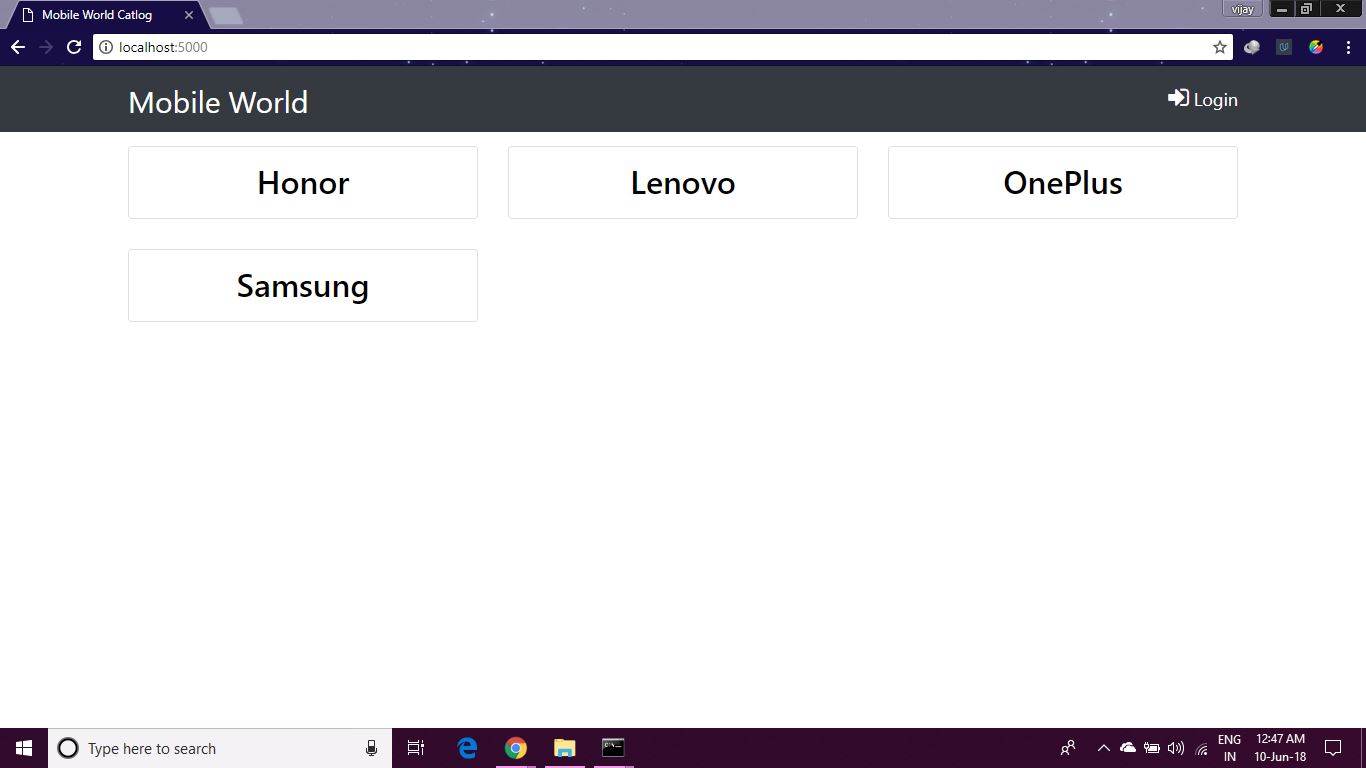 Mobile World Catlog
vijay
localhost:5000
Mobile World
Login
Honor
Lenovo
OnePlus
Samsung
Type here to search
ENG
IN
12:47 AM
10-Jun-18